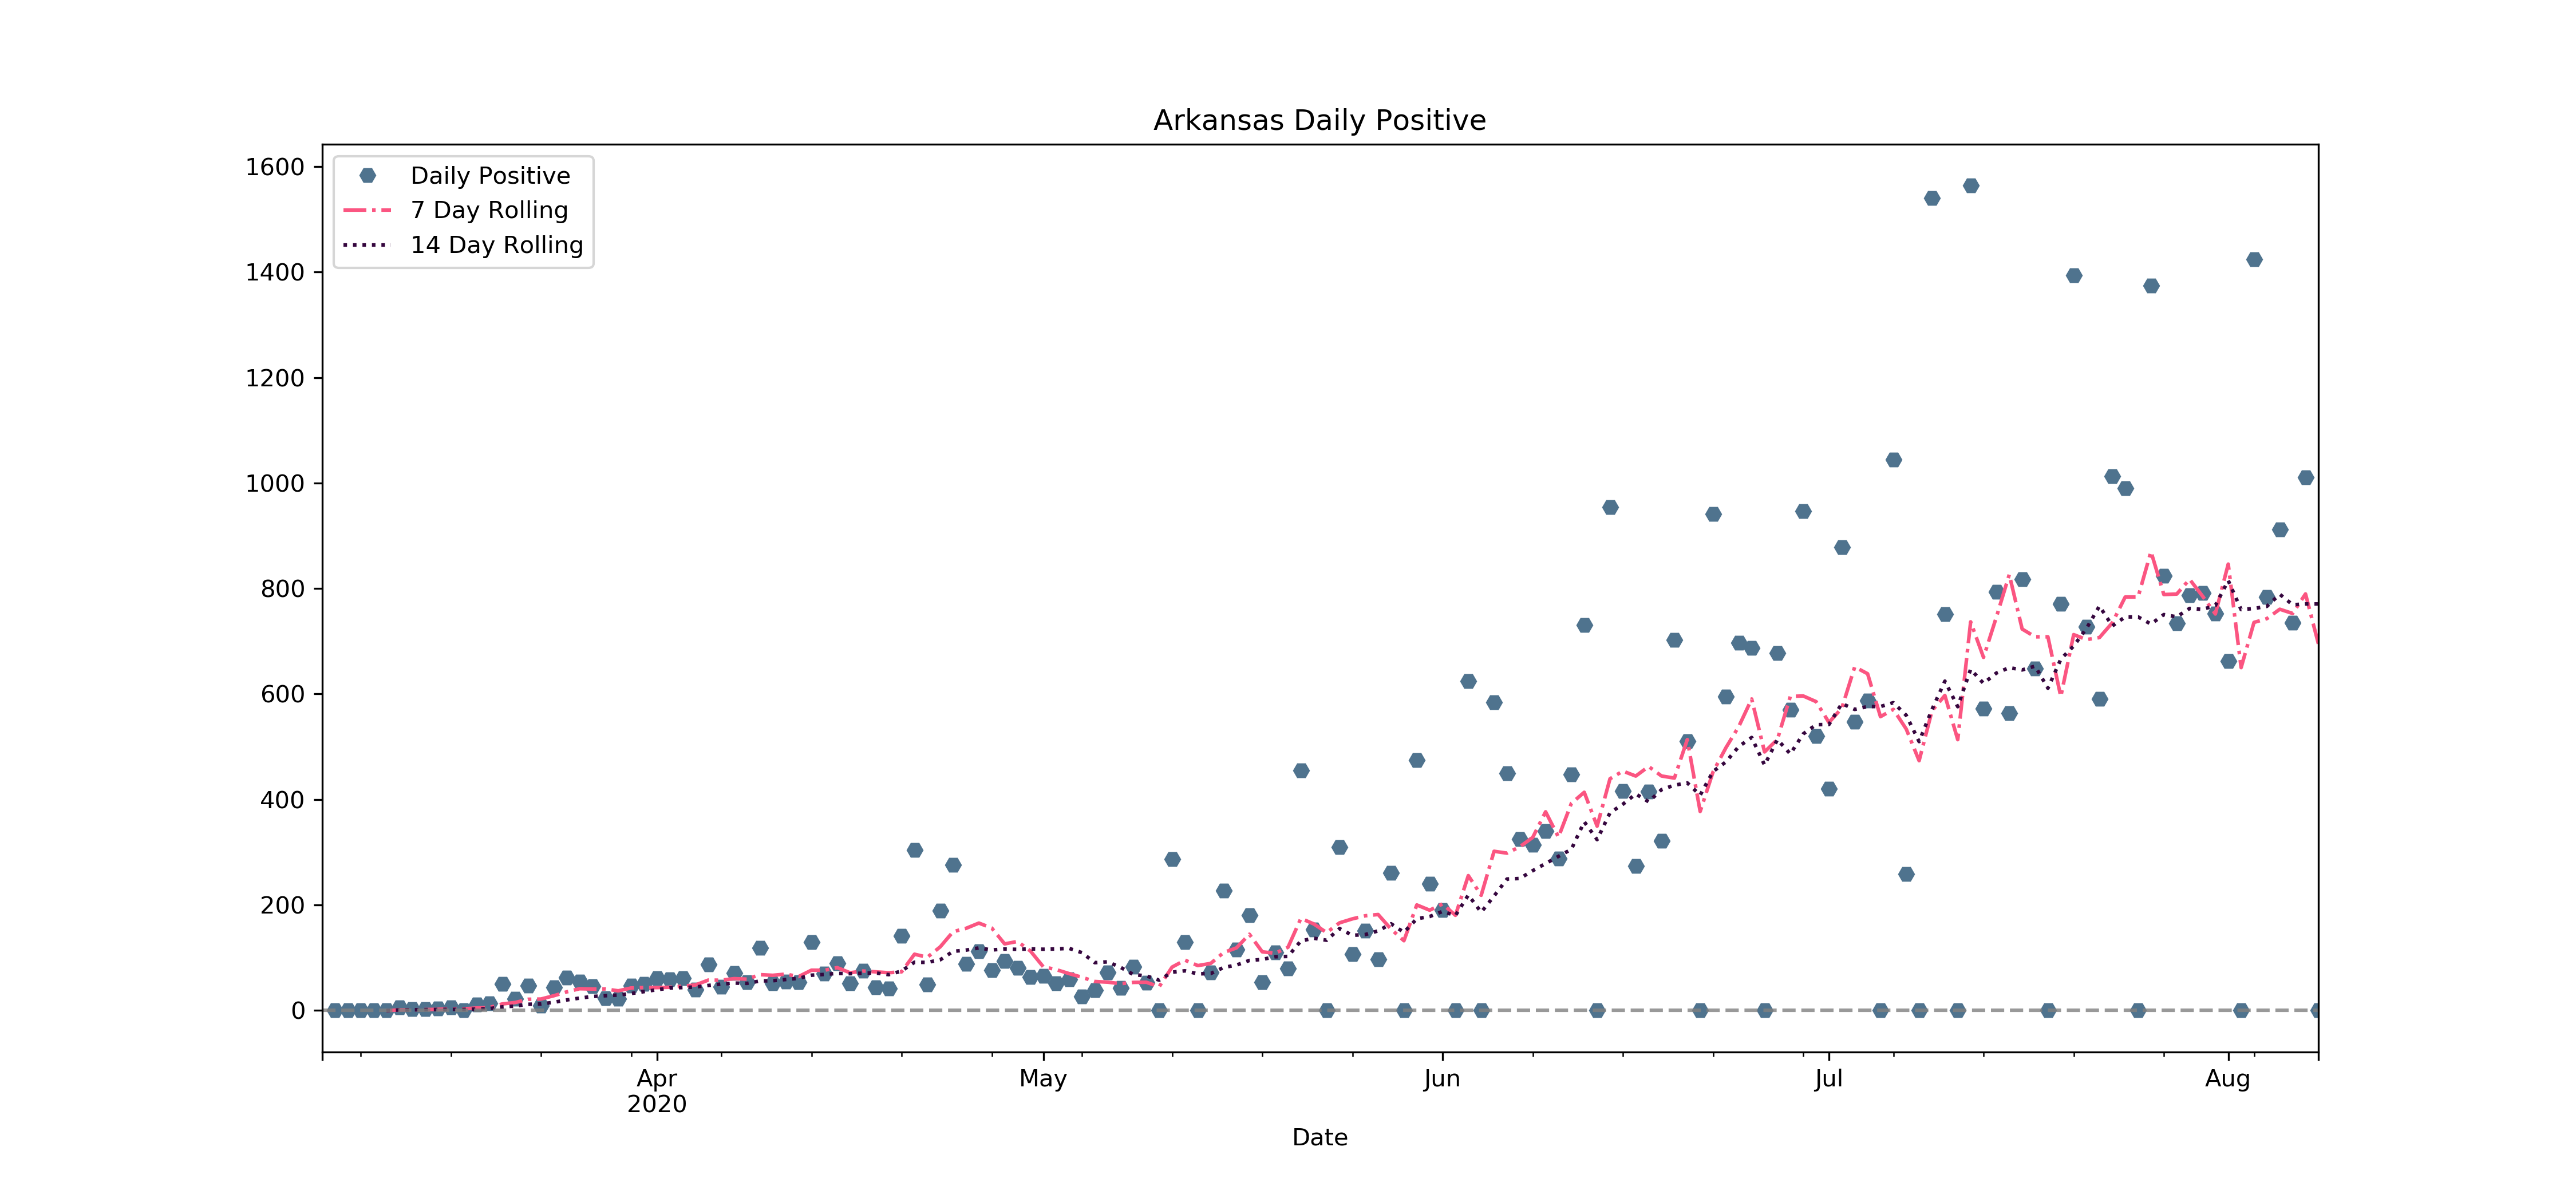 Arkansas Daily Positive
1600
1400
1200
1000
800
600
400
200
0
Daily Positive
7 Day Rolling
14 Day Rolling
Apr
2020
May
Jun
Jul
Aug
Date